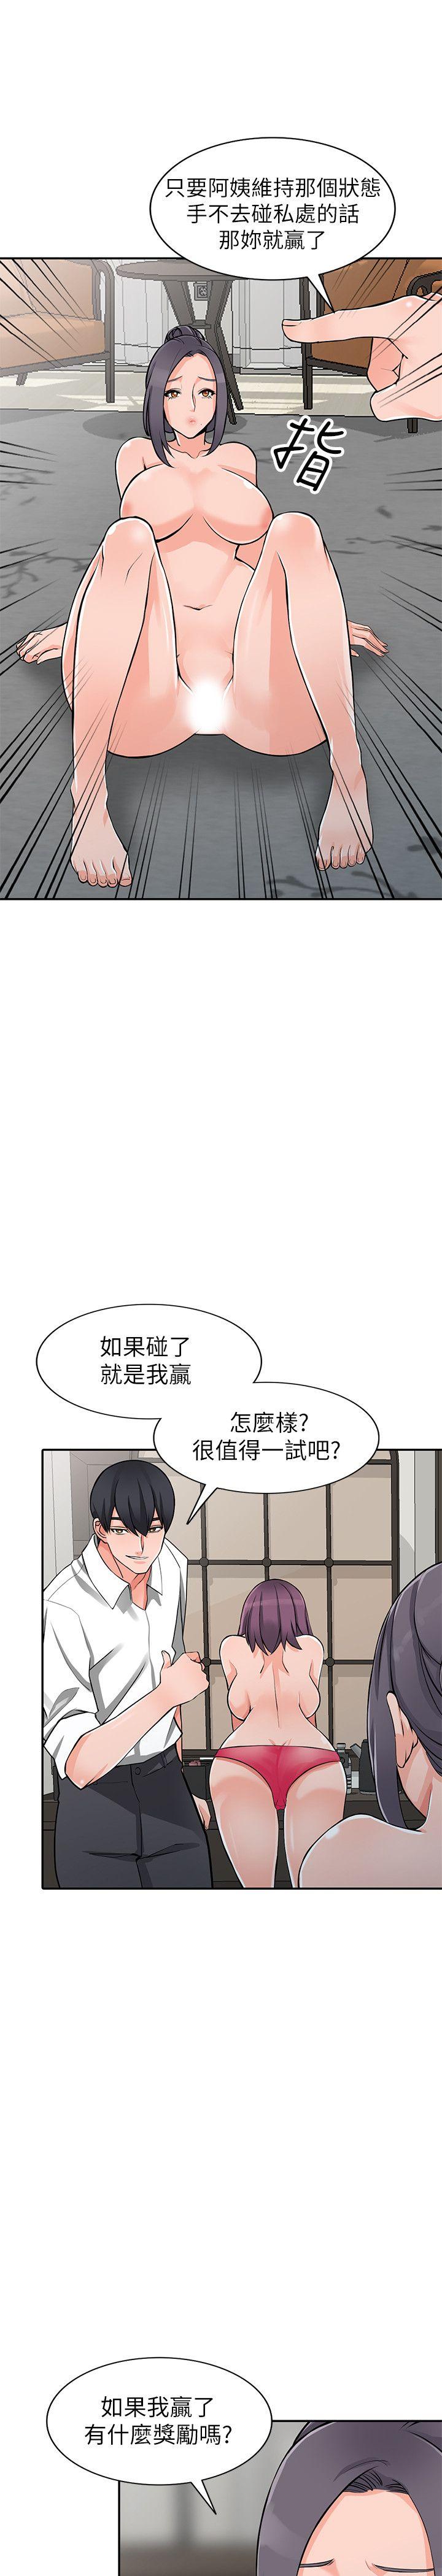 只要阿姨維持那個狀態
手不去碰私處的話
那妳就贏了
指
如果碰了
就是我贏
怎麼樣?
很值得一試吧?
如果我贏了
有什麼獎勵嗎?